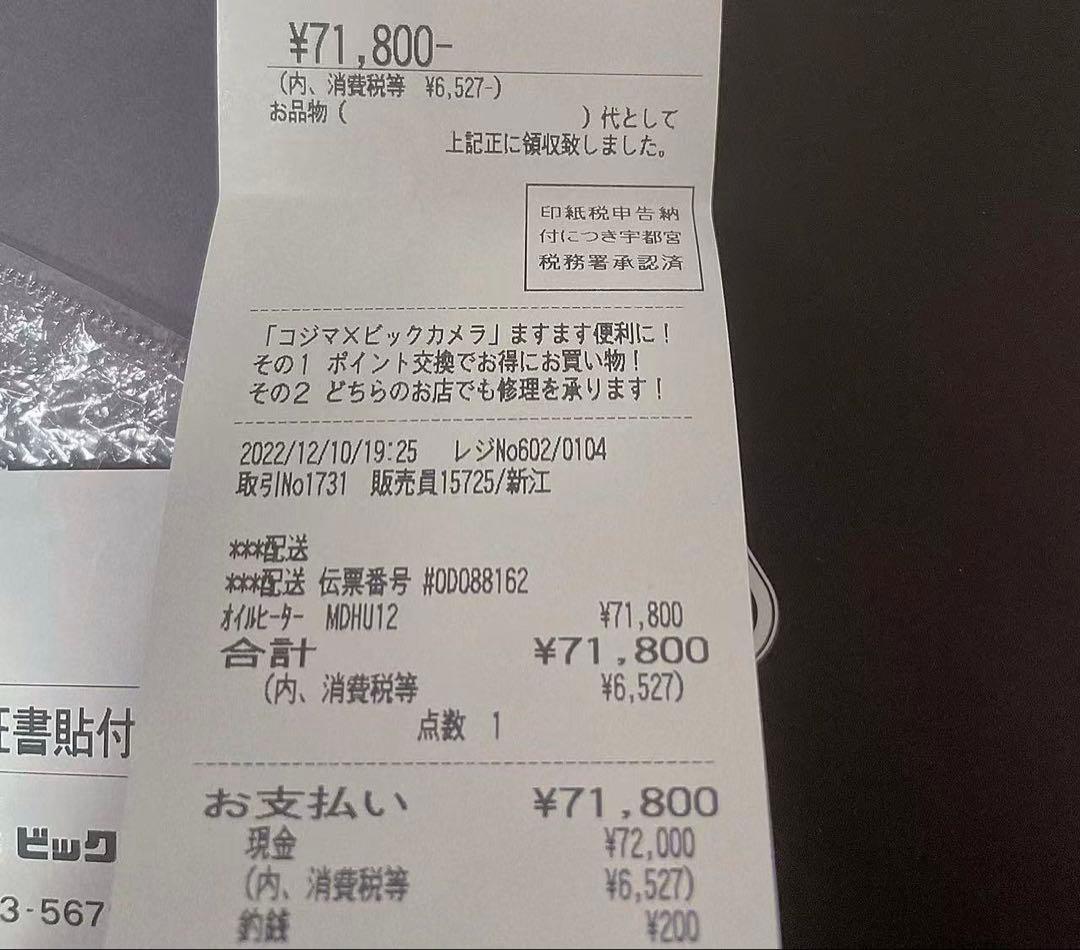 ¥71,800-
(内、消費税等 ¥6,527-)
お品物(                    )代として
上記正に領収致しました。
印紙税申告納
付につき宇都宮
税務署承認済
「コジマ×ビックカメラ」ますます便利に!
その1 ポイント交換でお得にお買い物!
その2 どちらのお店でも修理を承ります!
2022/12/10/19:25 レジNo602/0104
取引No1731 販売員15725/新江
***配送
***配送 伝票番号 #0D088162
オイルヒーター MDHU12 ¥71,800
合計 ¥71,800
(内、消費税等 ¥6,527)
点数 1
お支払い ¥71,800
現金 ¥72,000
(内、消費税等 ¥6,527)
釣銭 ¥200
証書貼付
ビック
3-567